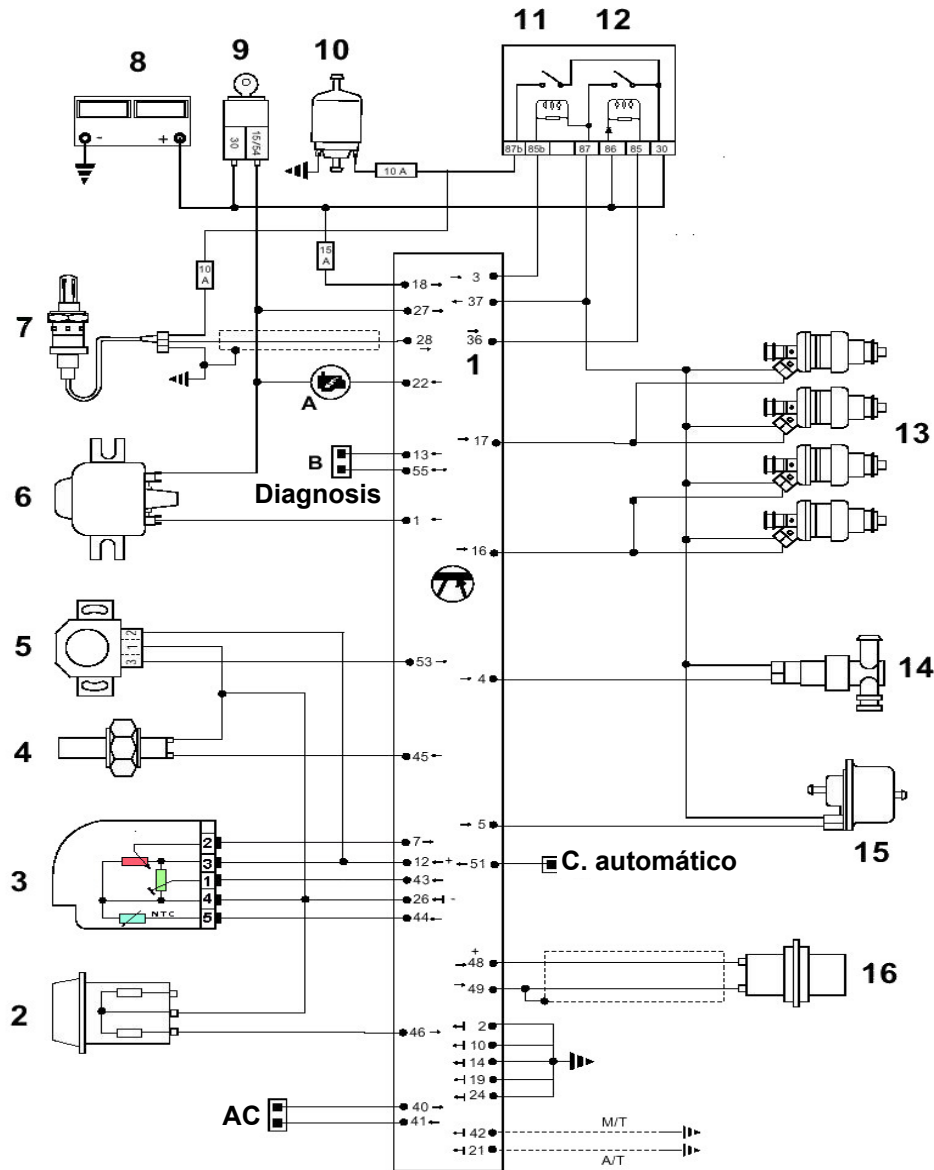 11 12
8 9 10
- +
30 15/54
87b 85b 87 86 85 30
10 A
15 A
10 A
18 3
27 37
28 36
7
1
A 22
B 13
55
Diagnosis
17
13
6
1
16
5
2
1
3
53
4
14
4
45
5
15
3
2 7
3 12 +
1 43
4 26 -
5 44
NTC
51 C. automático
+
48
49
16
2
46
2
10
14
19
24
AC 40
41
42 M/T
21 A/T